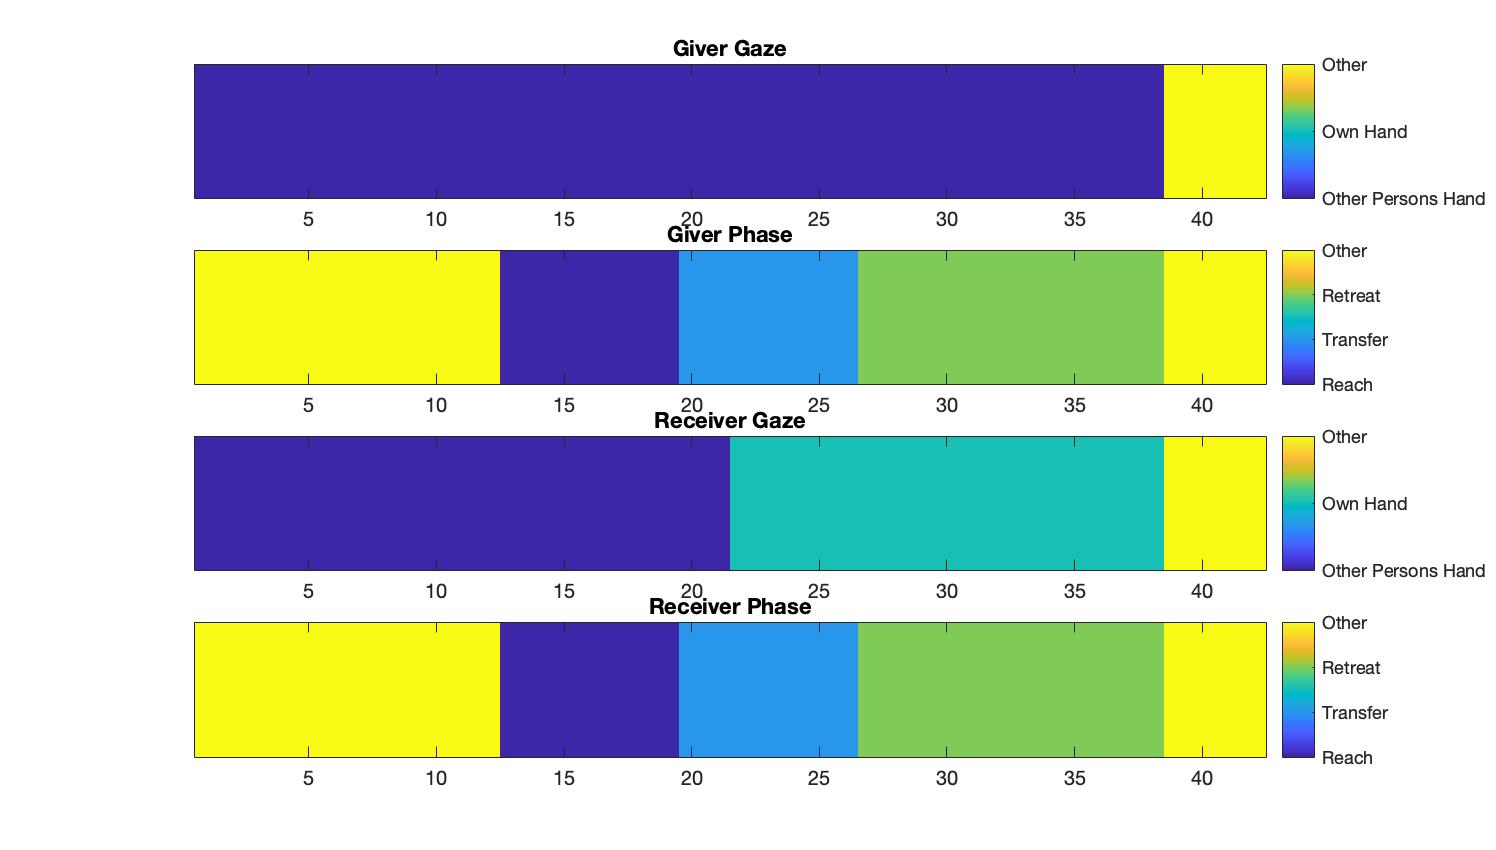 Giver Gaze
Other
Own Hand
Other Persons Hand
5 10 15 20 25 30 35 40
Giver Phase
Other
Retreat
Transfer
Reach
5 10 15 20 25 30 35 40
Receiver Gaze
Other
Own Hand
Other Persons Hand
5 10 15 20 25 30 35 40
Receiver Phase
Other
Retreat
Transfer
Reach
5 10 15 20 25 30 35 40